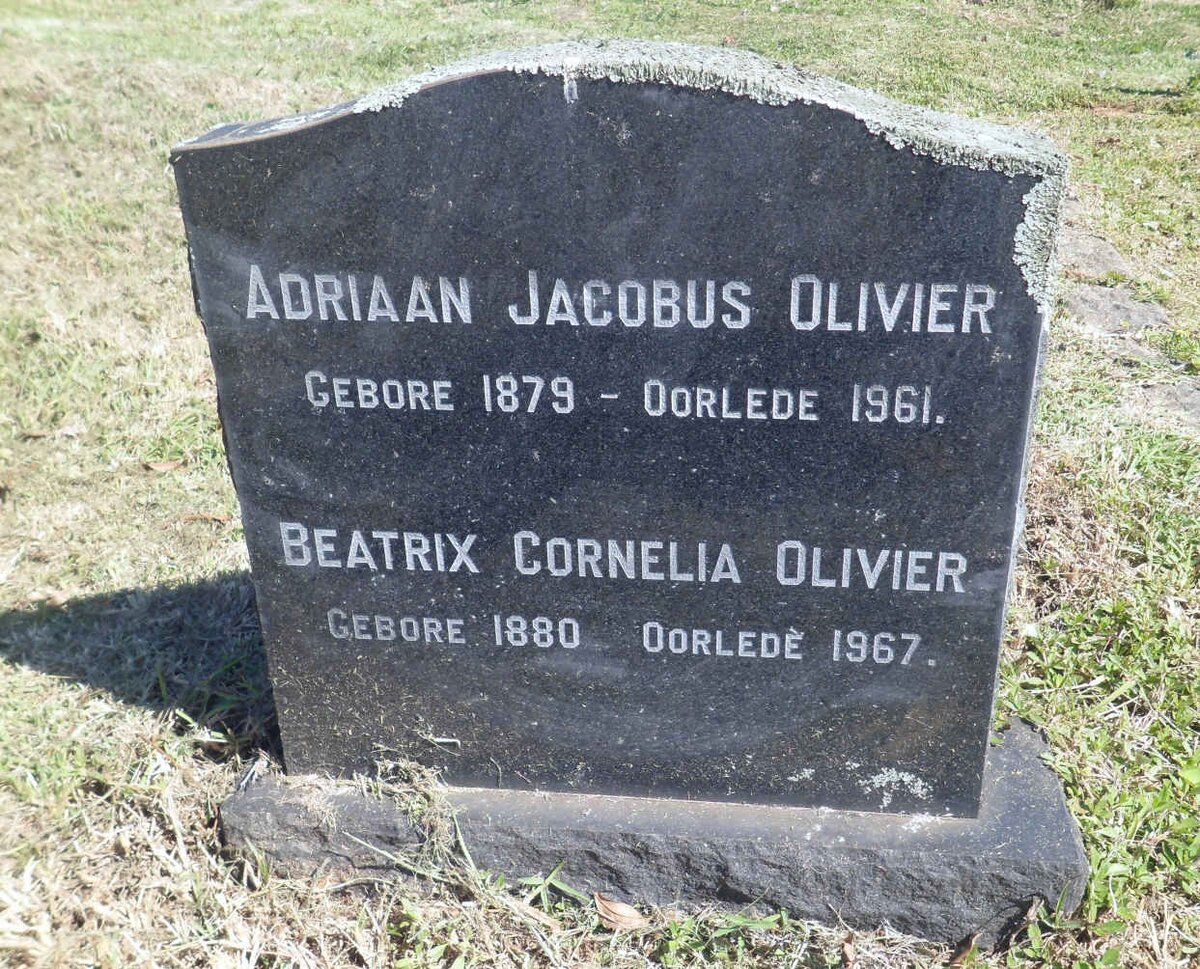 ADRIAAN JACOBUS OLIVIER
GEBORE 1879 - OORLEDE 1961.
BEATRIX CORNELIA OLIVIER
GEBORE 1880 OORLEDÈ 1967.